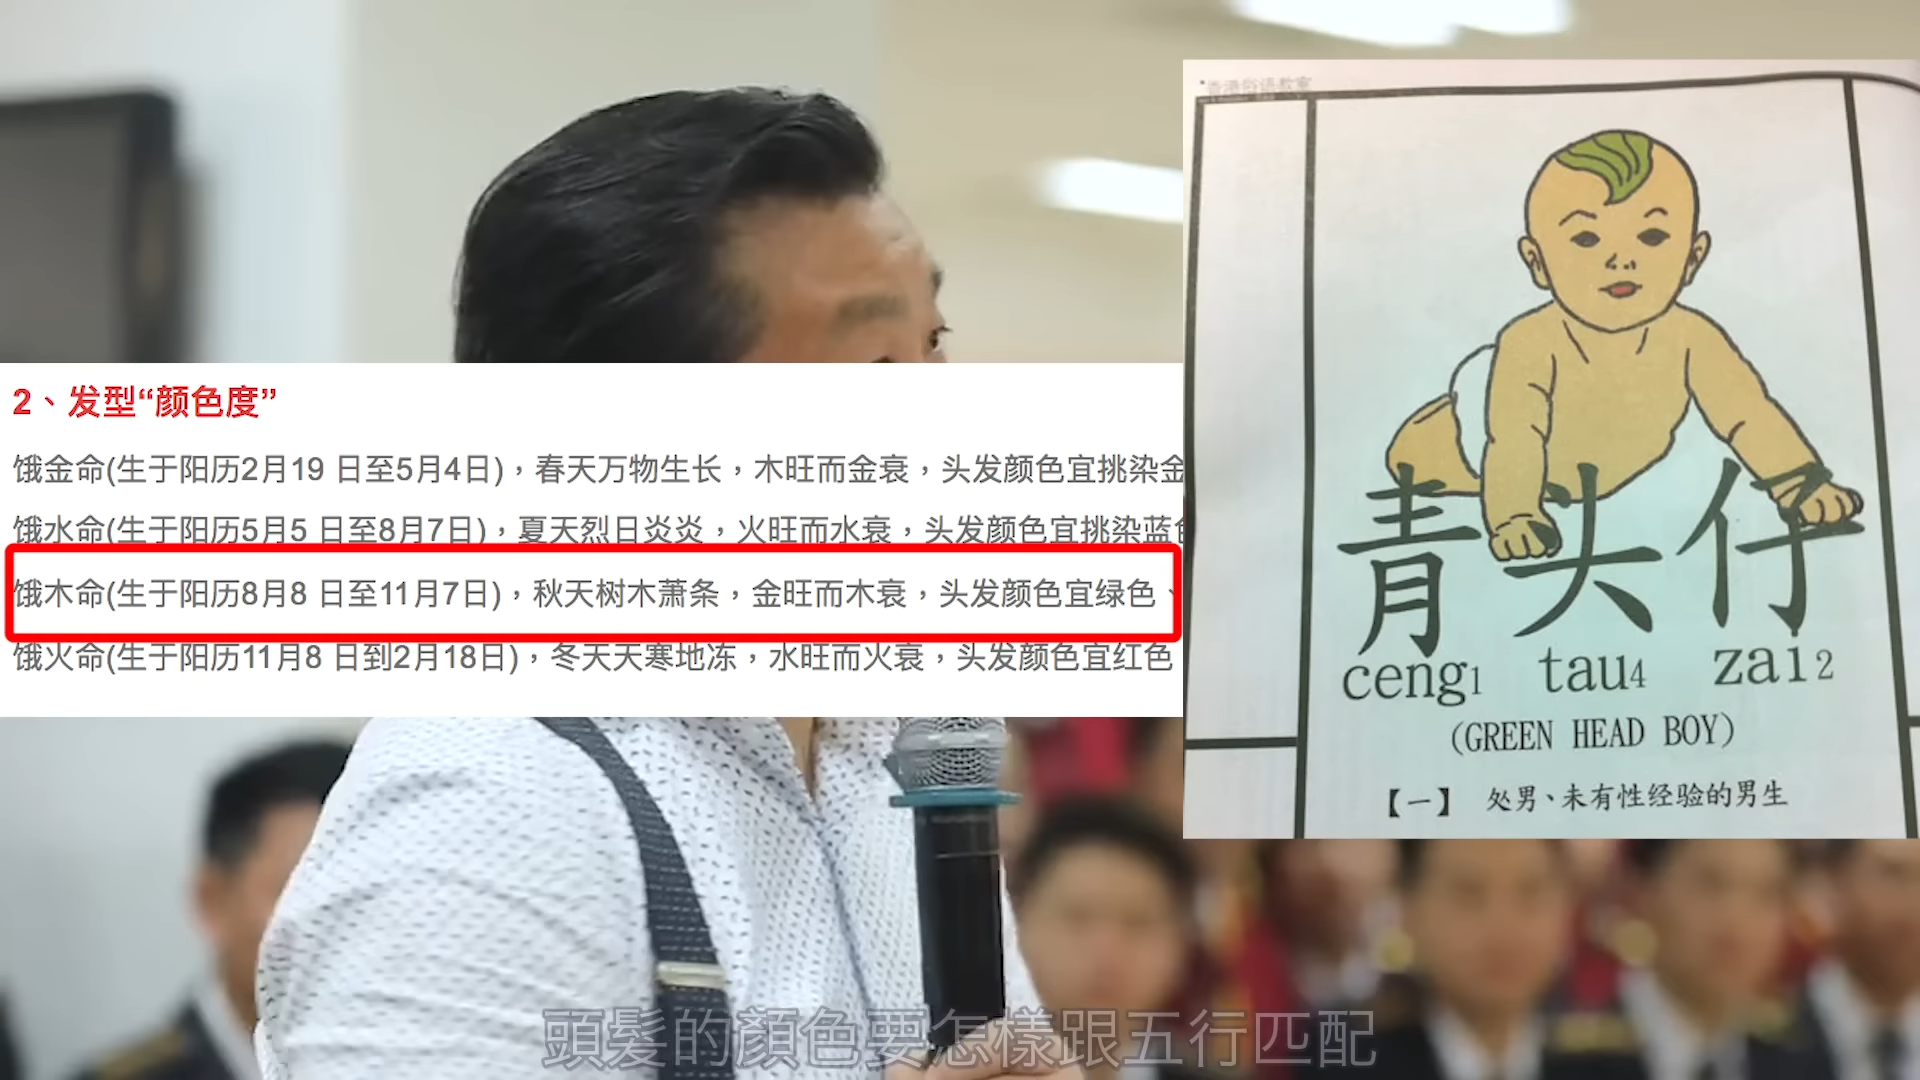 2、发型“颜色度”
饿金命(生于阳历2月19 日至5月4日)，春天万物生长，木旺而金衰，头发颜色宜挑染金
饿水命(生于阳历5月5 日至8月7日)，夏天烈日炎炎，火旺而水衰，头发颜色宜挑染蓝色
饿木命(生于阳历8月8 日至11月7日)，秋天树木萧条，金旺而木衰，头发颜色宜绿色、
饿火命(生于阳历11月8 日到2月18日)，冬天天寒地冻，水旺而火衰，头发颜色宜红色
香港俗语教室
青头仔
ceng1 tau4 zai2
(GREEN HEAD BOY)
【一】 处男、未有性经验的男生
頭髮的顏色要怎樣跟五行匹配